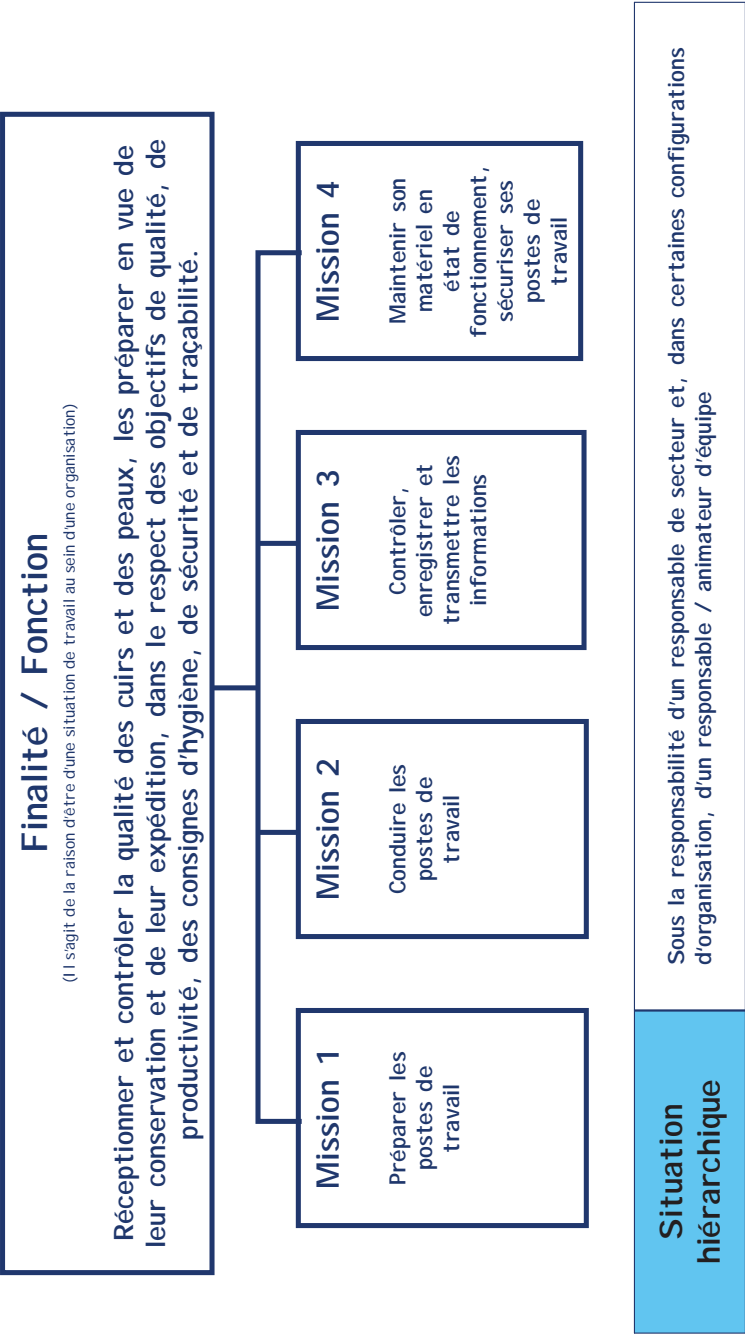 Finalité / Fonction
(Il s'agit de la raison d'être d'une situation de travail au sein d'une organisation)
Réceptionner et contrôler la qualité des cuirs et des peaux, les préparer en vue de
leur conservation et de leur expédition, dans le respect des objectifs de qualité, de
productivité, des consignes d'hygiène, de sécurité et de traçabilité.
Mission 1
Préparer les
postes de
travail
Mission 2
Conduire les
postes de
travail
Mission 3
Contrôler,
enregistrer et
transmettre les
informations
Mission 4
Maintenir son
matériel en
état de
fonctionnement,
sécuriser ses
postes de
travail
Situation
hiérarchique
Sous la responsabilité d'un responsable de secteur et, dans certaines configurations
d'organisation, d'un responsable / animateur d'équipe